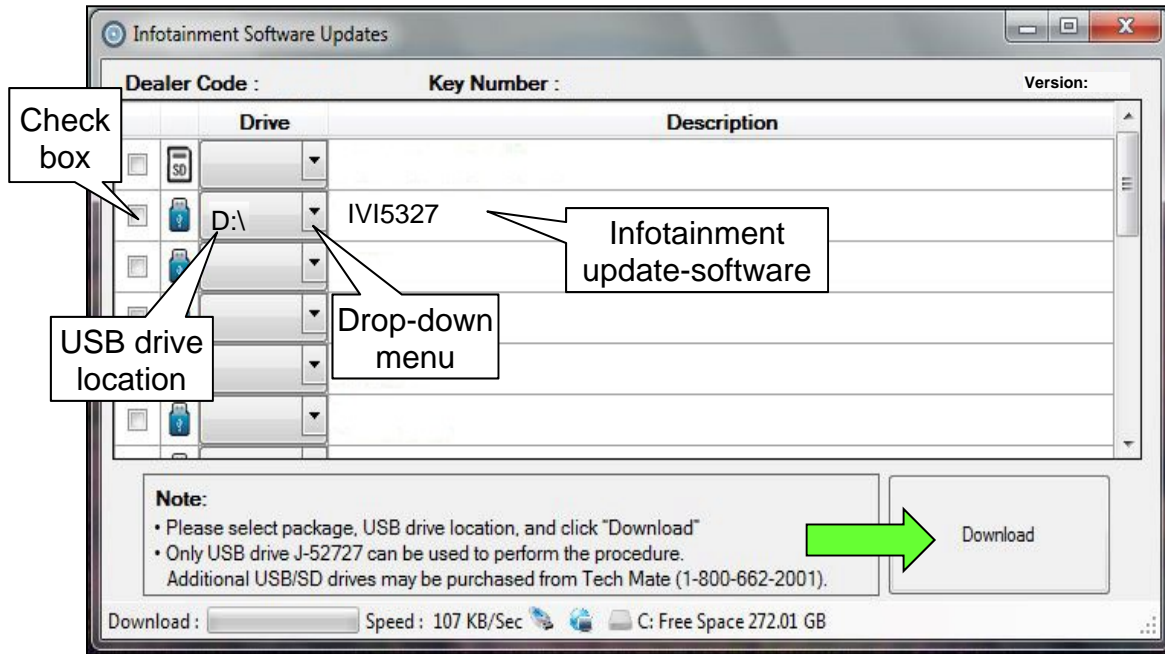 Infotainment Software Updates
Dealer Code :
Key Number :
Version:
Check
box
Drive
Description
SD
D:\
IVI5327
Infotainment
update-software
USB drive
location
Drop-down
menu
Note:
• Please select package, USB drive location, and click "Download"
• Only USB drive J-52727 can be used to perform the procedure.
Additional USB/SD drives may be purchased from Tech Mate (1-800-662-2001).
Download
Download :
Speed : 107 KB/Sec
C: Free Space 272.01 GB